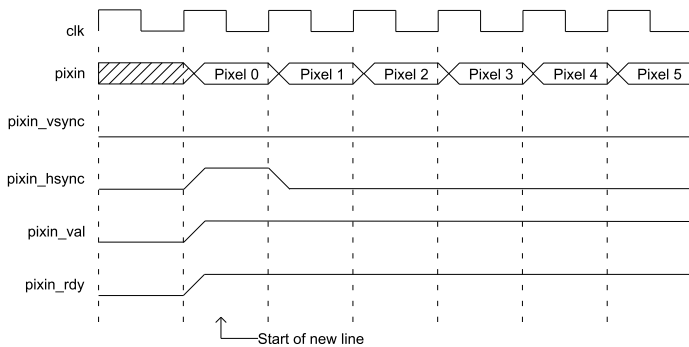 clk
pixin Pixel 0 Pixel 1 Pixel 2 Pixel 3 Pixel 4 Pixel 5
pixin_vsync
pixin_hsync
pixin_val
pixin_rdy
Start of new line